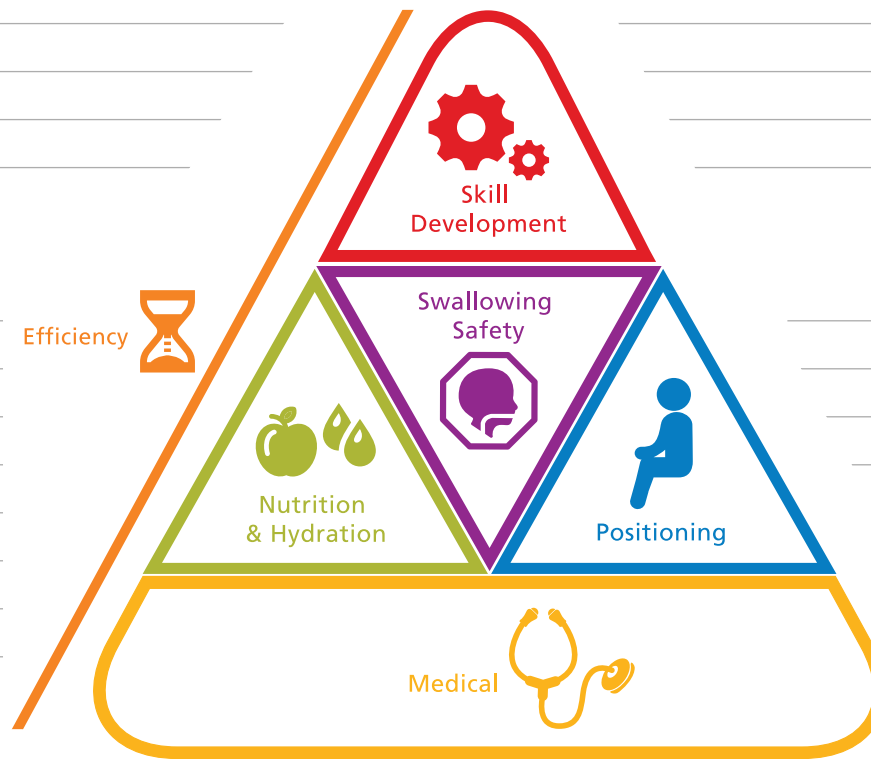 Skill
Development
Swallowing
Safety
Efficiency
Nutrition
& Hydration
Positioning
Medical